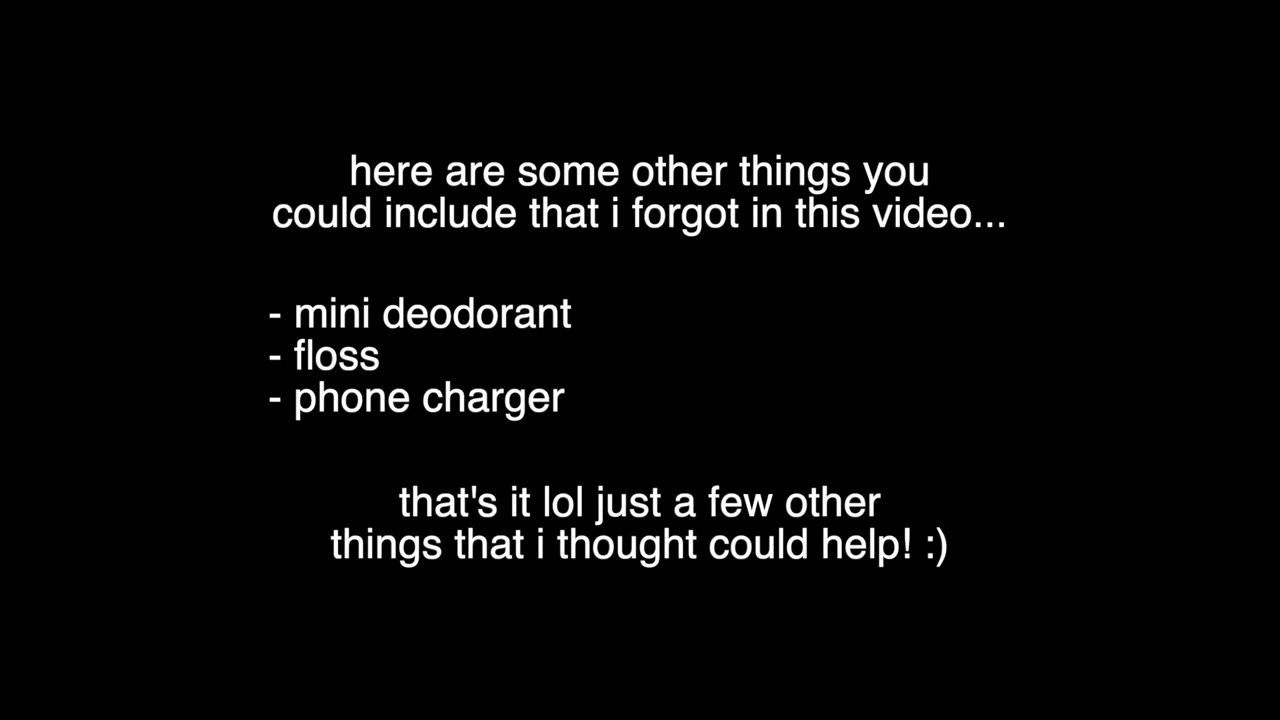 here are some other things you
could include that i forgot in this video...
- mini deodorant
- floss
- phone charger
that's it lol just a few other
things that i thought could help! :)